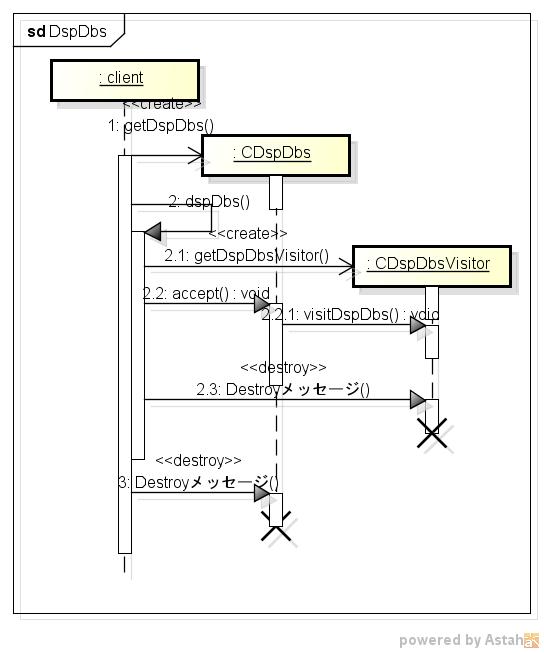 sd DspDbs
: client
<<create>>
1: getDspDbs()
: CDspDbs
2: dspDbs()
<<create>>
2.1: getDspDbsVisitor()
: CDspDbsVisitor
2.2: accept() : void
2.2.1: visitDspDbs() : void
<<destroy>>
2.3: Destroyメッセージ()
<<destroy>>
3: Destroyメッセージ()
powered by Astah